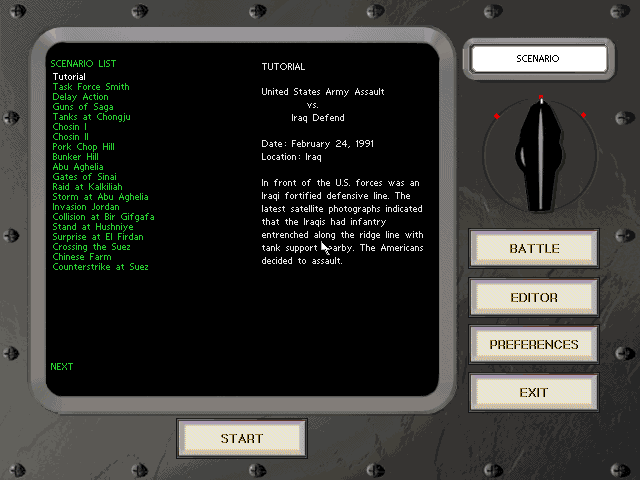 SCENARIO LIST
Tutorial
Task Force Smith
Delay Action
Guns of Saga
Tanks at Chongju
Chosin I
Chosin II
Pork Chop Hill
Bunker Hill
Abu Aghelia
Gates of Sinai
Raid at Kalkiliah
Storm at Abu Aghelia
Invasion Jordan
Collision at Bir Gifgafa
Stand at Hushniye
Surprise at El Firdan
Crossing the Suez
Chinese Farm
Counterstrike at Suez
NEXT
TUTORIAL
United States Army Assault
vs.
Iraq Defend
Date: February 24, 1991
Location: Iraq
In front of the U.S. forces was an
Iraqi fortified defensive line. The
latest satellite photographs indicated
that the Iraqis had infantry
entrenched along the ridge line with
tank support nearby. The Americans
decided to assault.
SCENARIO
BATTLE
EDITOR
PREFERENCES
EXIT
START